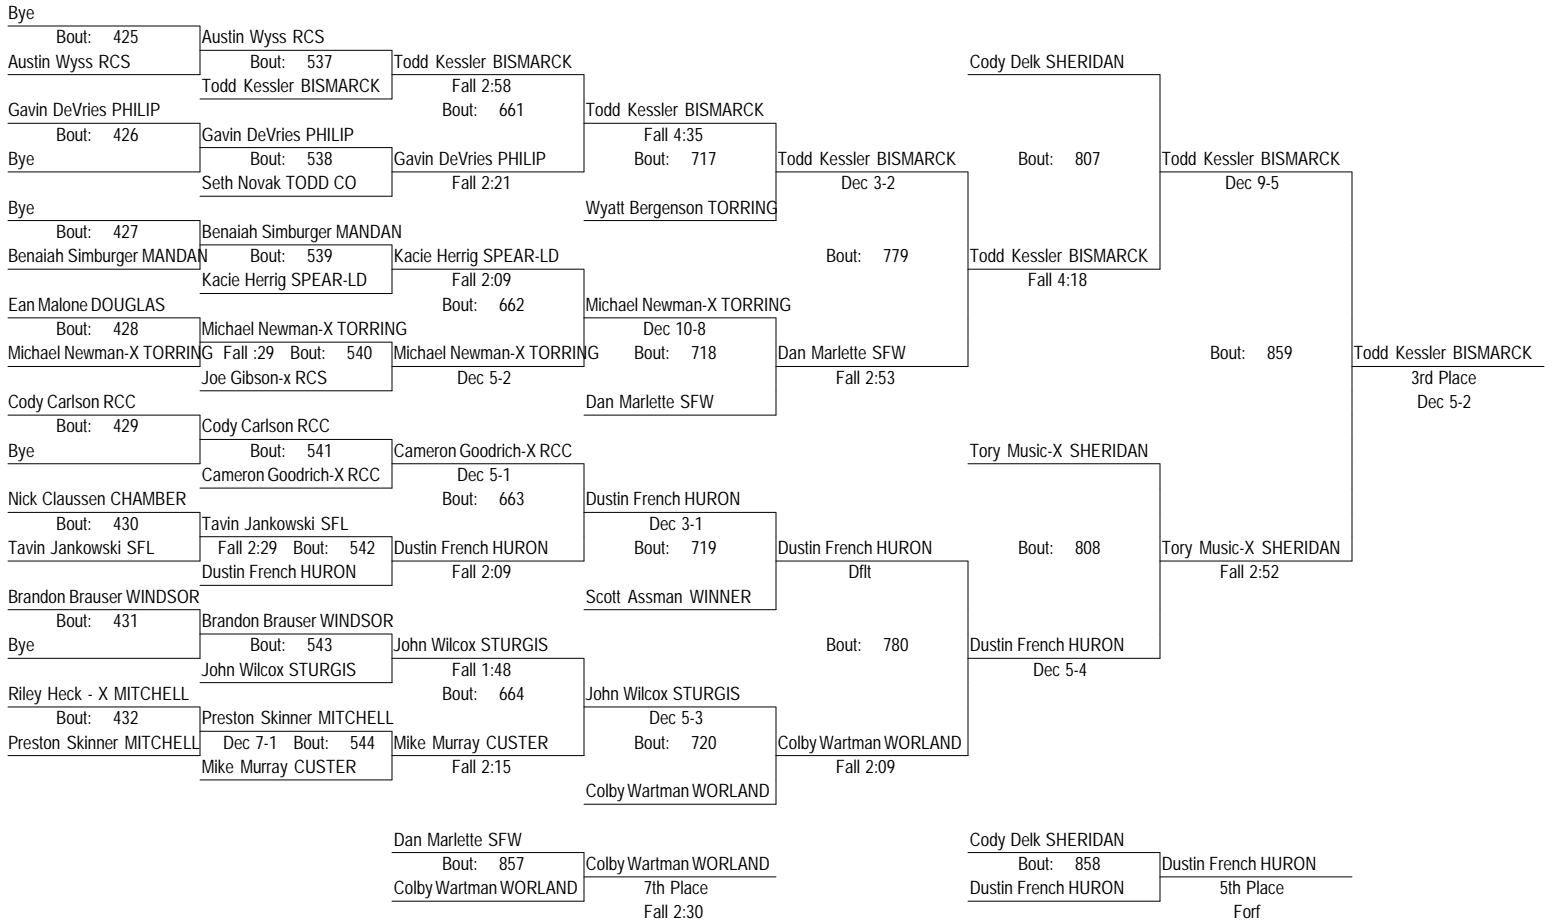 Bye
Bout: 425
Austin Wyss RCS
Austin Wyss RCS
Bout: 537
Todd Kessler BISMARCK
Todd Kessler BISMARCK
Fall 2:58
Bout: 661
Gavin DeVries PHILIP
Bout: 426
Bye
Gavin DeVries PHILIP
Bout: 538
Seth Novak TODD CO
Gavin DeVries PHILIP
Fall 2:21
Todd Kessler BISMARCK
Fall 4:35
Bout: 717
Wyatt Bergenson TORRING
Todd Kessler BISMARCK
Dec 3-2
Bye
Bout: 427
Benaiah Simburger MANDAN
Benaiah Simburger MANDAN
Bout: 539
Kacie Herrig SPEAR-LD
Kacie Herrig SPEAR-LD
Fall 2:09
Bout: 662
Ean Malone DOUGLAS
Bout: 428
Michael Newman-X TORRING
Michael Newman-X TORRING
Fall :29 Bout: 540
Joe Gibson-x RCS
Michael Newman-X TORRING
Dec 5-2
Michael Newman-X TORRING
Dec 10-8
Bout: 718
Dan Marlette SFW
Dan Marlette SFW
Fall 2:53
Bout: 779
Cody Delk SHERIDAN
Bout: 807
Todd Kessler BISMARCK
Fall 4:18
Todd Kessler BISMARCK
Dec 9-5
Cody Carlson RCC
Bout: 429
Bye
Cody Carlson RCC
Bout: 541
Cameron Goodrich-X RCC
Cameron Goodrich-X RCC
Dec 5-1
Bout: 663
Nick Claussen CHAMBER
Bout: 430
Tavin Jankowski SFL
Tavin Jankowski SFL
Fall 2:29 Bout: 542
Dustin French HURON
Dustin French HURON
Fall 2:09
Dustin French HURON
Dec 3-1
Bout: 719
Scott Assman WINNER
Dustin French HURON
Dflt
Brandon Brauser WINDSOR
Bout: 431
Bye
Brandon Brauser WINDSOR
Bout: 543
John Wilcox STURGIS
John Wilcox STURGIS
Fall 1:48
Bout: 664
Riley Heck - X MITCHELL
Bout: 432
Preston Skinner MITCHELL
Preston Skinner MITCHELL
Dec 7-1 Bout: 544
Mike Murray CUSTER
Mike Murray CUSTER
Fall 2:15
John Wilcox STURGIS
Dec 5-3
Bout: 720
Colby Wartman WORLAND
Colby Wartman WORLAND
Fall 2:09
Bout: 780
Tory Music-X SHERIDAN
Bout: 808
Dustin French HURON
Dec 5-4
Tory Music-X SHERIDAN
Fall 2:52
Bout: 859
Todd Kessler BISMARCK
3rd Place
Dec 5-2
Dan Marlette SFW
Bout: 857
Colby Wartman WORLAND
Colby Wartman WORLAND
7th Place
Fall 2:30
Cody Delk SHERIDAN
Bout: 858
Dustin French HURON
Dustin French HURON
5th Place
Forf